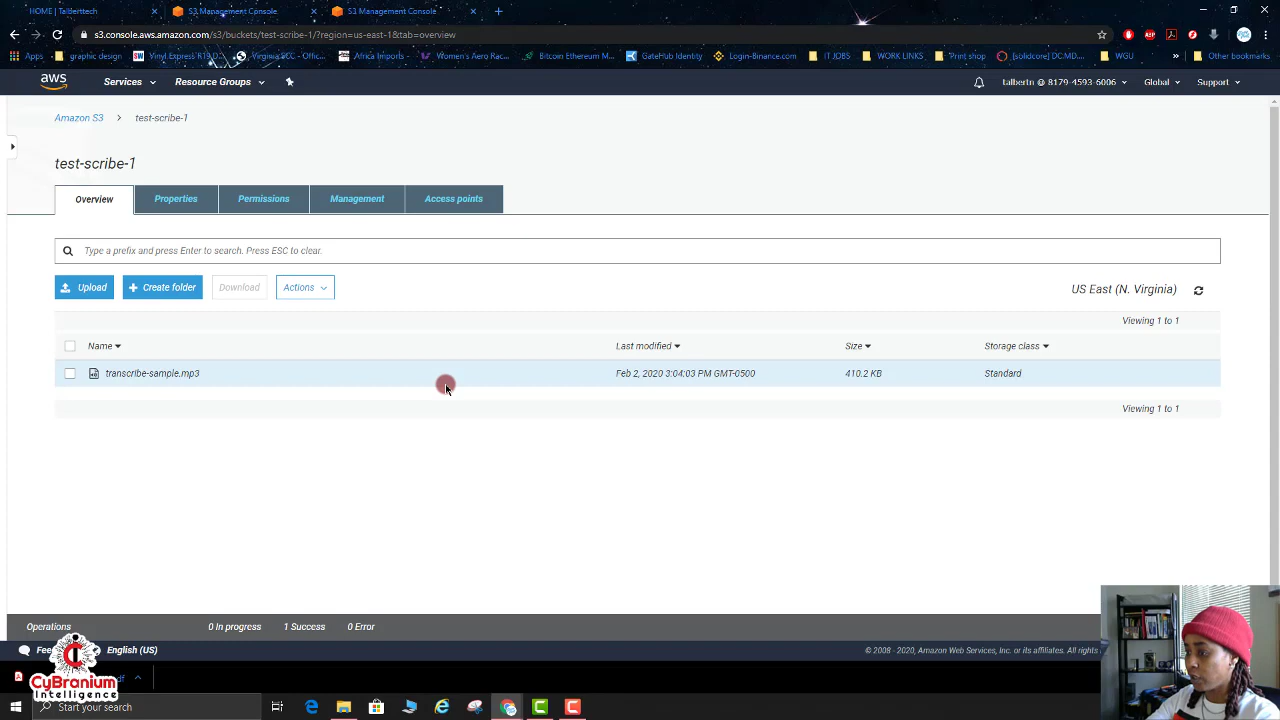 HOME | Talberttech
S3 Management Console
S3 Management Console
s3.console.aws.amazon.com/s3/buckets/test-scribe-1/?region=us-east-1&tab=overview
Apps
graphic design
Vinyl Express R19 D...
Virginia SCC - Offic...
Africa Imports
Women's Aero Rac...
Bitcoin Ethereum M...
GateHub Identity
Login-Binance.com
IT JOBS
WORK LINKS
Print shop
[solidcore] DC,MD,...
WGU
»
Other bookmarks
aws
Services
Resource Groups
talbertn @ 8179-4593-6006
Global
Support
Amazon S3
test-scribe-1
test-scribe-1
Overview
Properties
Permissions
Management
Access points
Type a prefix and press Enter to search. Press ESC to clear.
Upload
+ Create folder
Download
Actions
US East (N. Virginia)
Viewing 1 to 1
Name
Last modified
Size
Storage class
transcribe-sample.mp3
Feb 2, 2020 3:04:03 PM GMT-0500
410.2 KB
Standard
Viewing 1 to 1
Operations
0 In progress
1 Success
0 Error
English (US)
© 2008 - 2020, Amazon Web Services, Inc. or its affiliates. All rights
CyBranium
Intelligence
Start your search